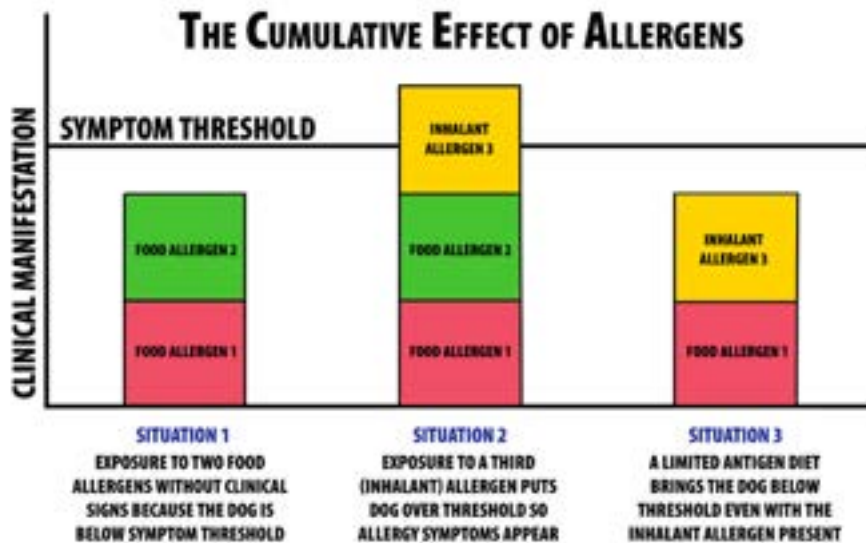 THE CUMULATIVE EFFECT OF ALLERGENS
CLINICAL MANIFESTATION
SYMPTOM THRESHOLD
FOOD ALLERGEN 2
FOOD ALLERGEN 1
INHALANT
ALLERGEN 3
FOOD ALLERGEN 2
FOOD ALLERGEN 1
INHALANT
ALLERGEN 3
FOOD ALLERGEN 1
SITUATION 1
EXPOSURE TO TWO FOOD
ALLERGENS WITHOUT CLINICAL
SIGNS BECAUSE THE DOG IS
BELOW SYMPTOM THRESHOLD
SITUATION 2
EXPOSURE TO A THIRD
(INHALANT) ALLERGEN PUTS
DOG OVER THRESHOLD SO
ALLERGY SYMPTOMS APPEAR
SITUATION 3
A LIMITED ANTIGEN DIET
BRINGS THE DOG BELOW
THRESHOLD EVEN WITH THE
INHALANT ALLERGEN PRESENT